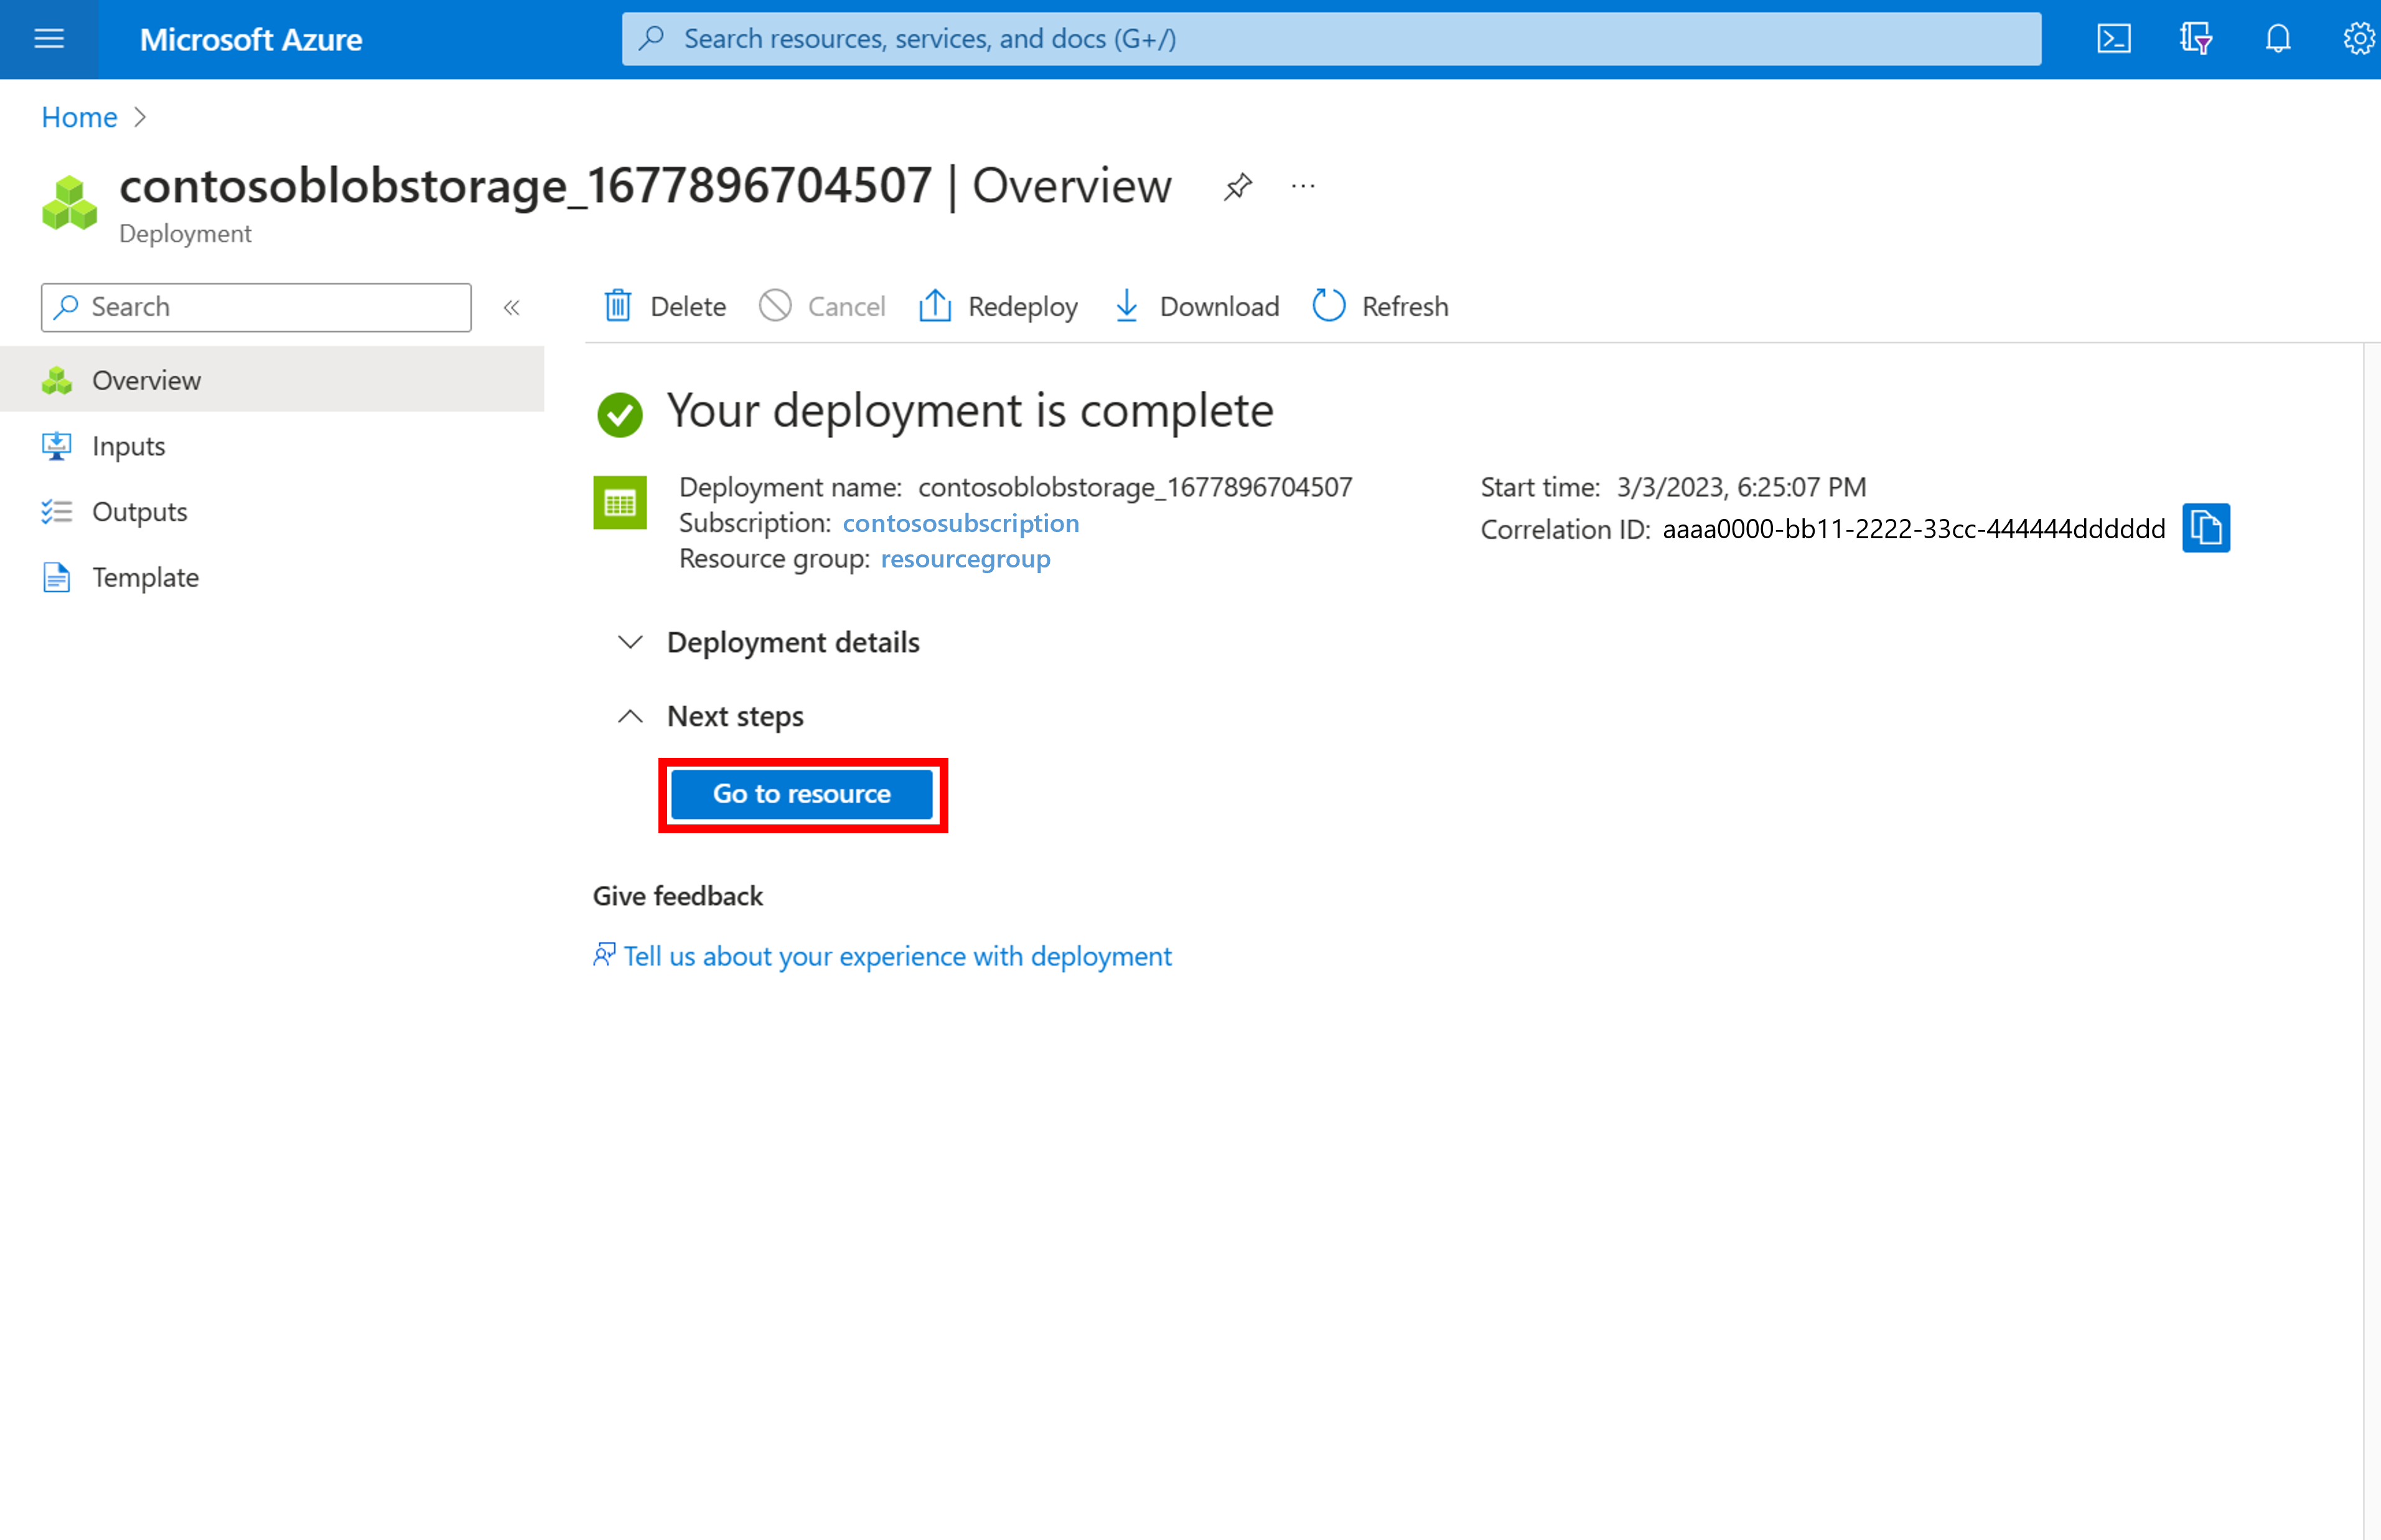 Microsoft Azure
Search resources, services, and docs (G+/)
Home
contosoblobstorage_1677896704507 | Overview
Deployment
Search
Delete
Cancel
Redeploy
Download
Refresh
Overview
Inputs
Outputs
Template
Your deployment is complete
Deployment name: contosoblobstorage_1677896704507
Subscription: contososubscription
Resource group: resourcegroup
Start time: 3/3/2023, 6:25:07 PM
Correlation ID: aaaa0000-bb11-2222-33cc-444444dddddd
Deployment details
Next steps
Go to resource
Give feedback
Tell us about your experience with deployment